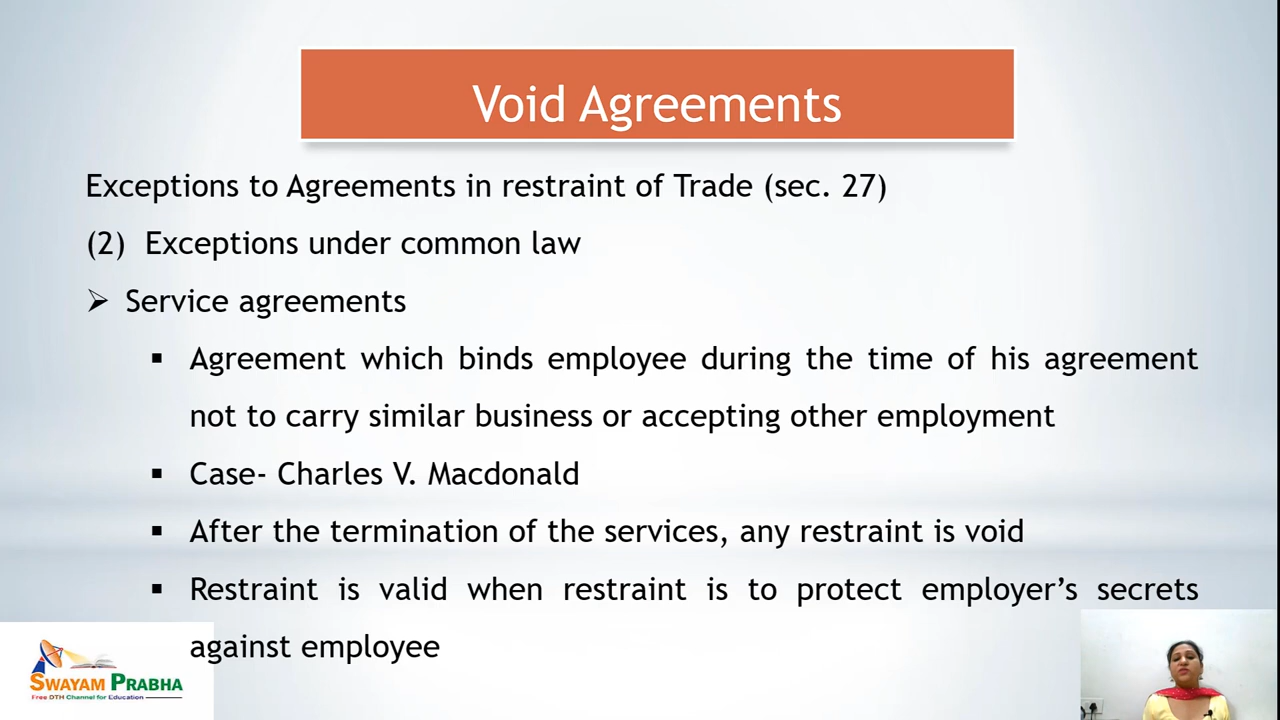 Void Agreements
Exceptions to Agreements in restraint of Trade (sec. 27)
(2) Exceptions under common law
➢ Service agreements
▪ Agreement which binds employee during the time of his agreement
not to carry similar business or accepting other employment
▪ Case- Charles V. Macdonald
▪ After the termination of the services, any restraint is void
▪ Restraint is valid when restraint is to protect employer's secrets
against employee
SWAYAM PRABHA
Free DTH Channel for Education